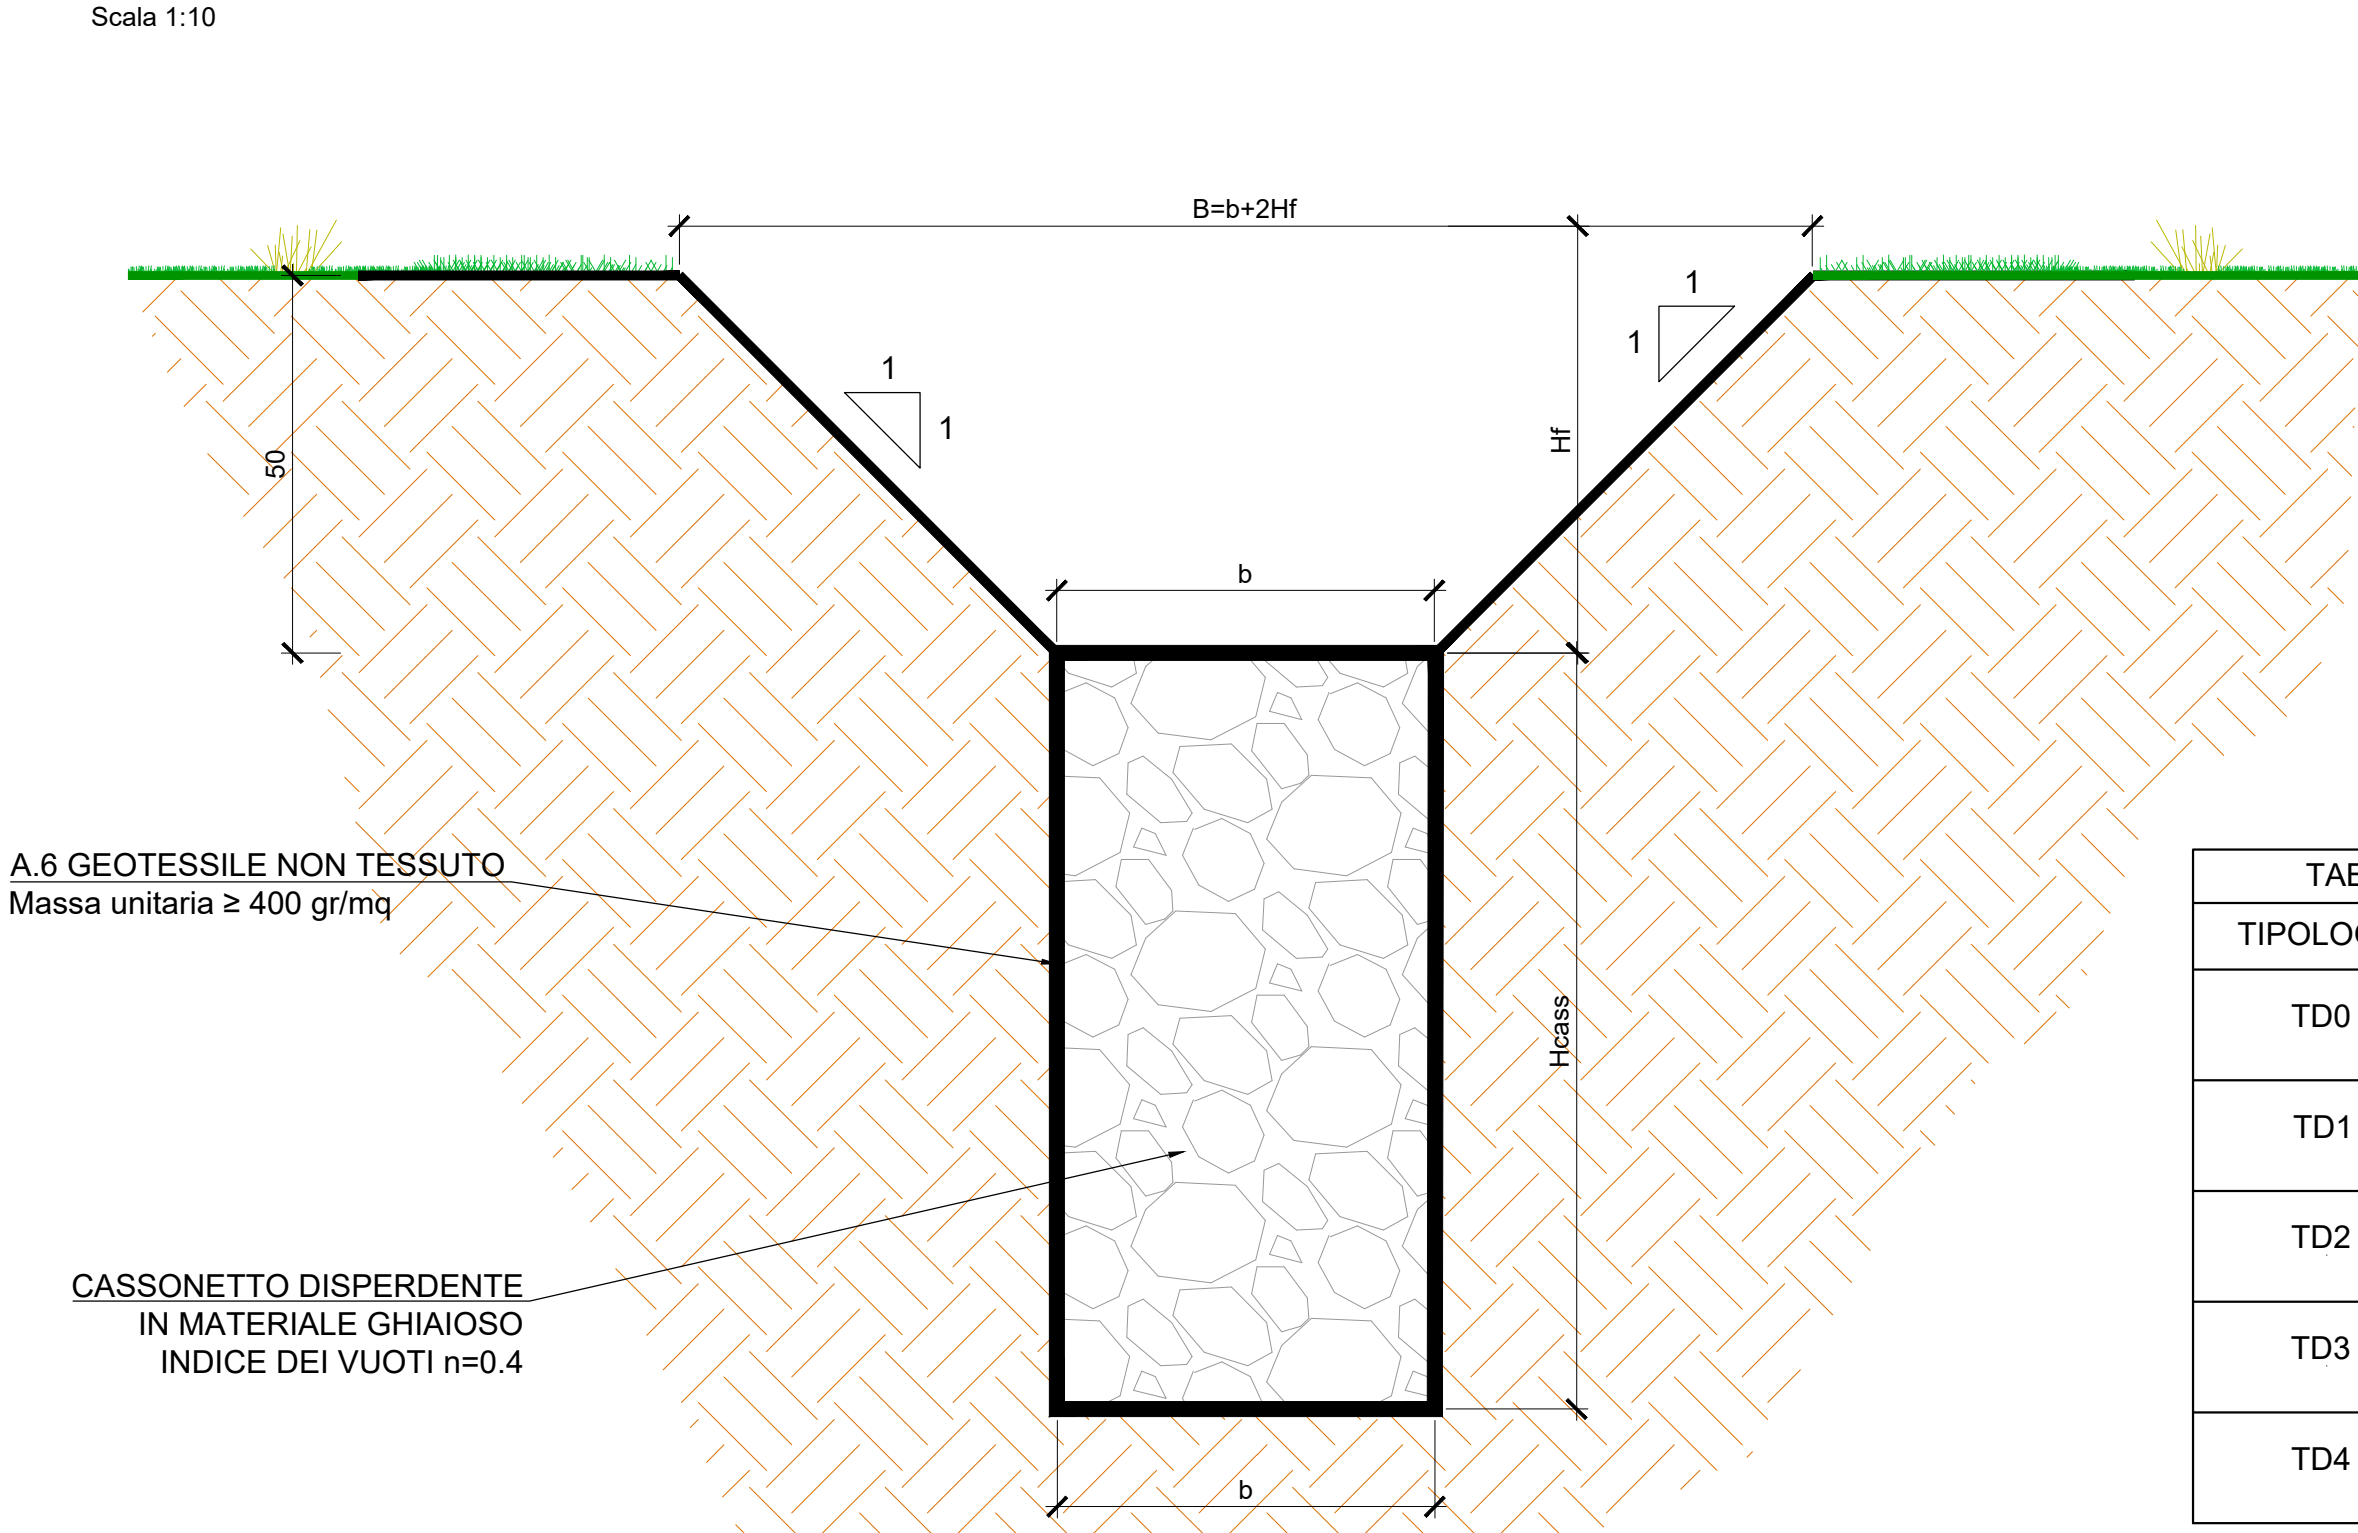 Scala 1:10
B=b+2Hf
1
1
1
1
Hf
50
b
A.6 GEOTESSILE NON TESSUTO
Massa unitaria ≥ 400 gr/mq
Hcass
CASSONETTO DISPERDENTE
IN MATERIALE GHIAIOSO
INDICE DEI VUOTI n=0.4
b
TD0
TD1
TD2
TD3
TD4